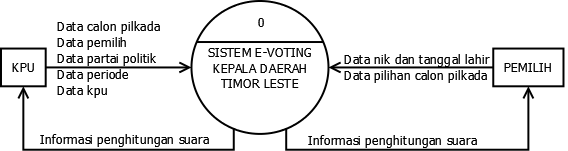 Data calon pilkada
Data pemilih
Data partai politik
Data periode
Data kpu
KPU
0
SISTEM E-VOTING
KEPALA DAERAH
TIMOR LESTE
Data nik dan tanggal lahir
Data pilihan calon pilkada
PEMILIH
Informasi penghitungan suara
Informasi penghitungan suara